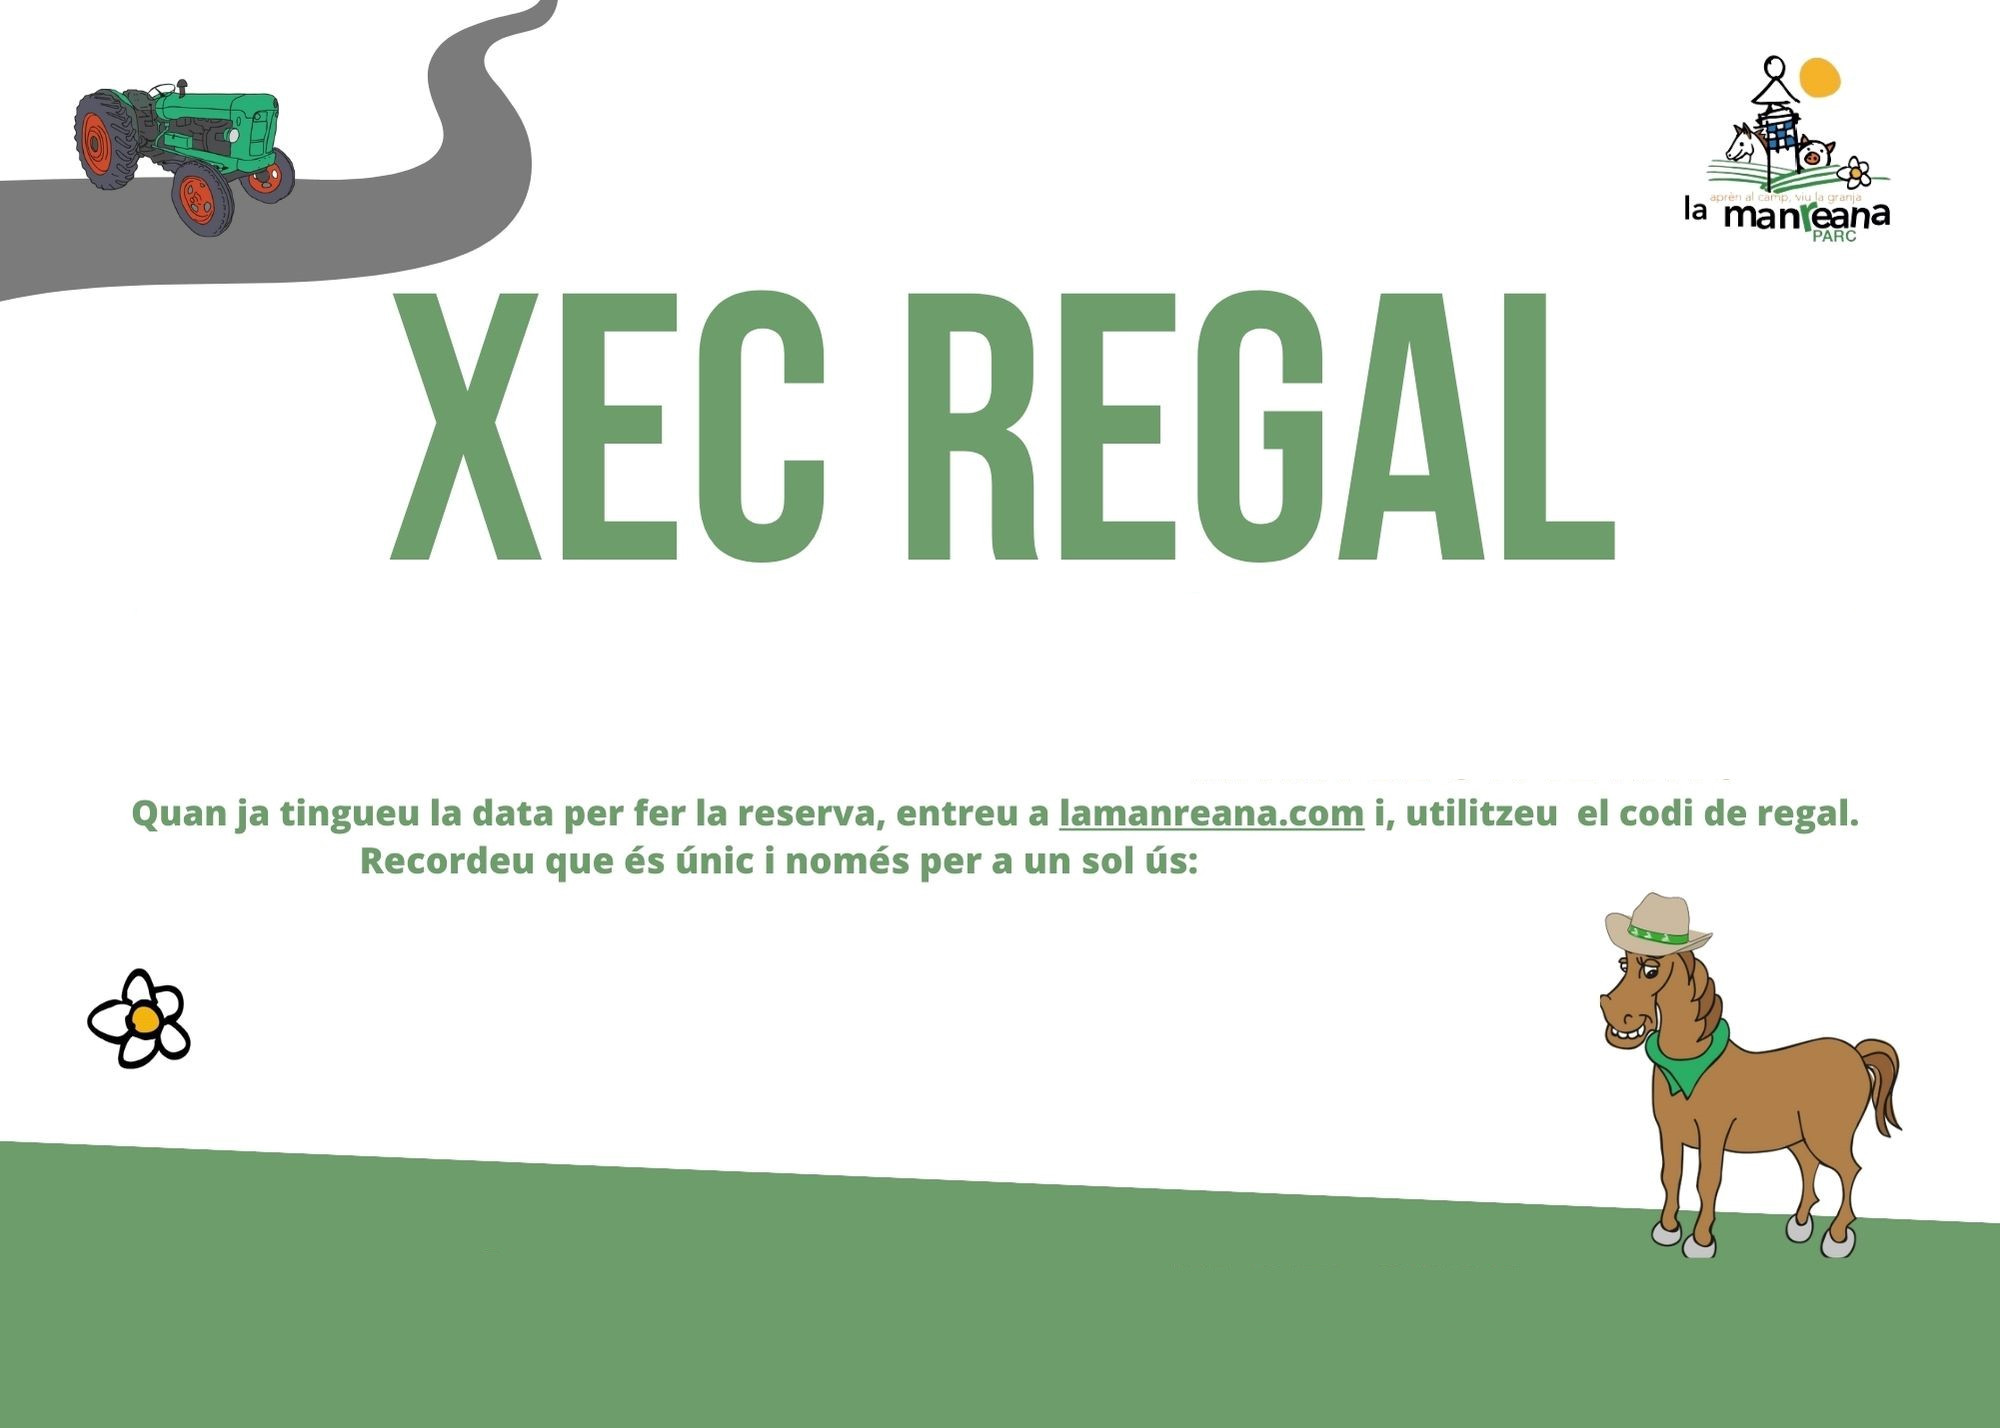 aprèn al camp, viu la granja
la manreana
PARC
XEC REGAL
Quan ja tingueu la data per fer la reserva, entreu a lamanreana.com i, utilitzeu  el codi de regal.
Recordeu que és únic i només per a un sol ús: